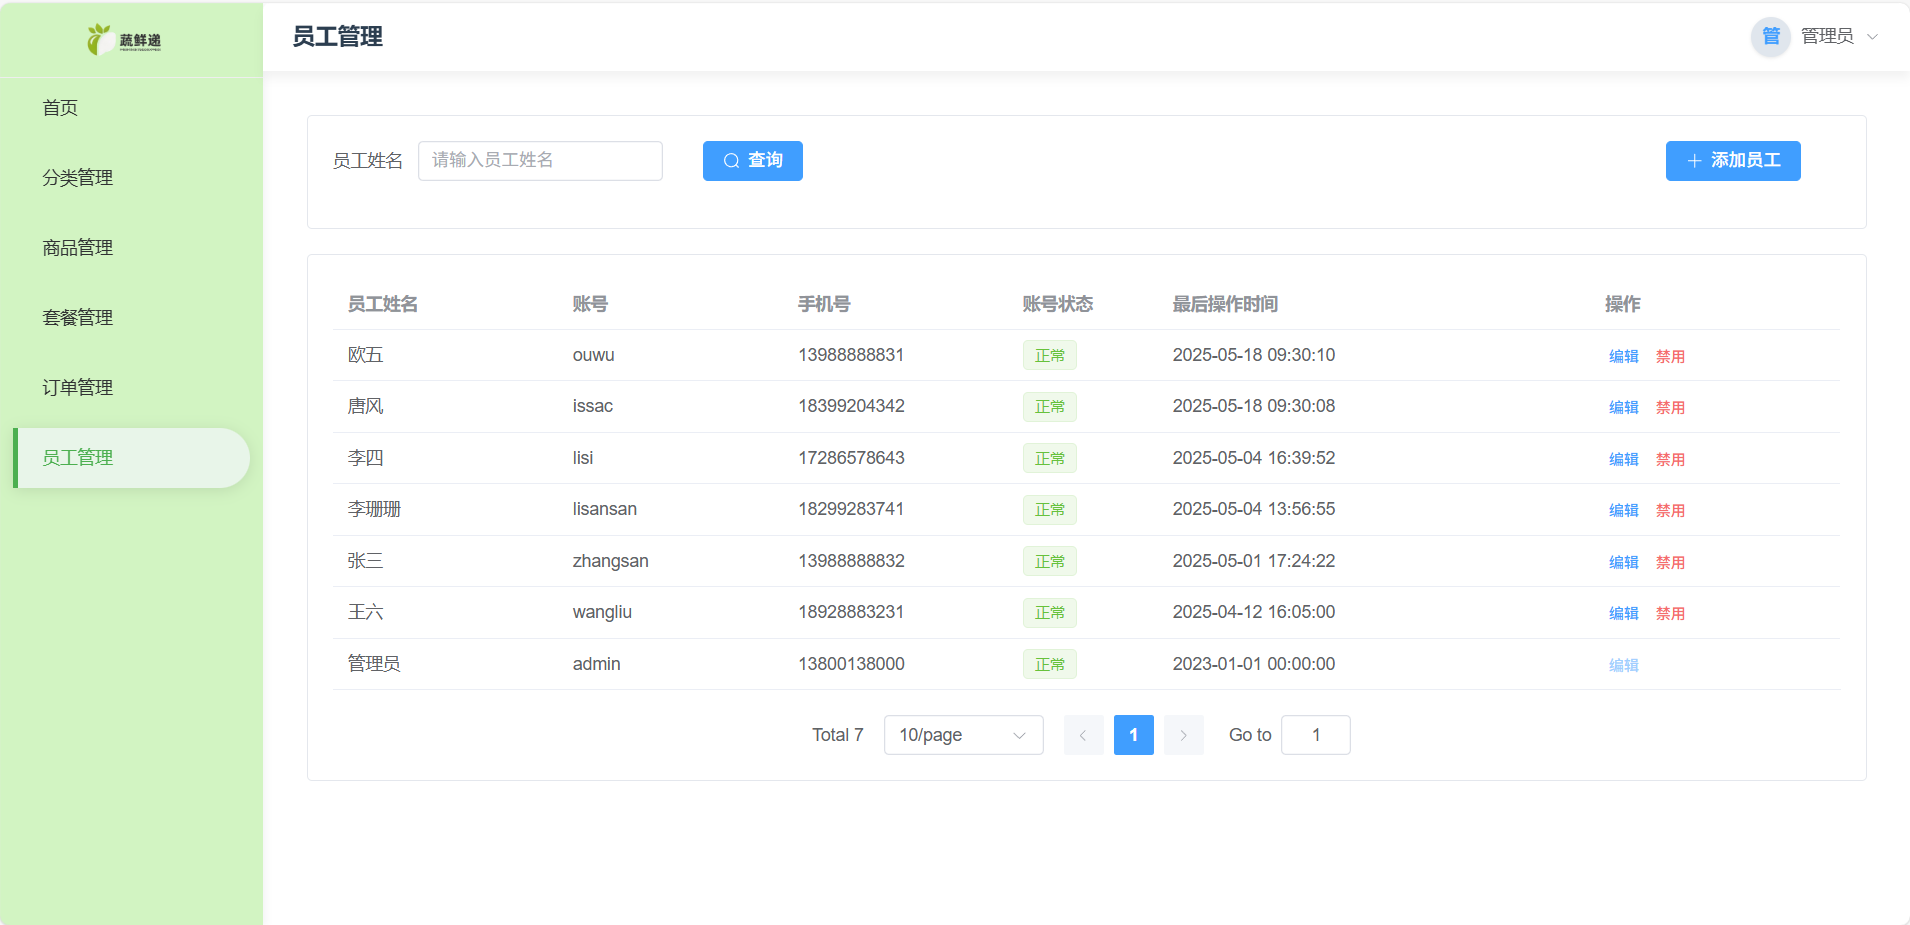 蔬鲜递
员工管理
管 管理员
首页
分类管理
商品管理
套餐管理
订单管理
员工管理
员工姓名 请输入员工姓名 查询 添加员工
员工姓名 账号 手机号 账号状态 最后操作时间 操作
欧五 ouwu 13988888831 正常 2025-05-18 09:30:10 编辑 禁用
唐风 issac 18399204342 正常 2025-05-18 09:30:08 编辑 禁用
李四 lisi 17286578643 正常 2025-05-04 16:39:52 编辑 禁用
李珊珊 lisansan 18299283741 正常 2025-05-04 13:56:55 编辑 禁用
张三 zhangsan 13988888832 正常 2025-05-01 17:24:22 编辑 禁用
王六 wangliu 18928883231 正常 2025-04-12 16:05:00 编辑 禁用
管理员 admin 13800138000 正常 2023-01-01 00:00:00 编辑
Total 7 10/page 1 Go to 1